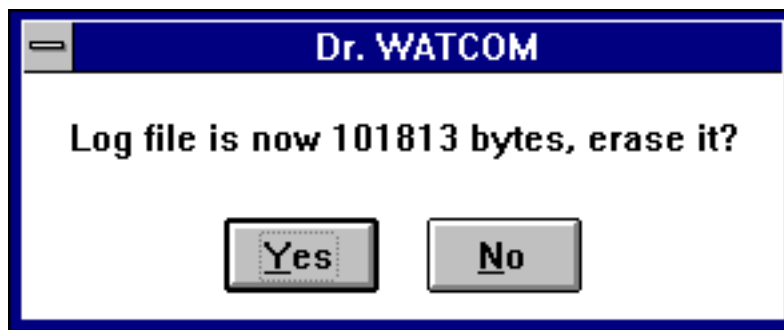 Dr. WATCOM
Log file is now 101813 bytes, erase it?
Yes No